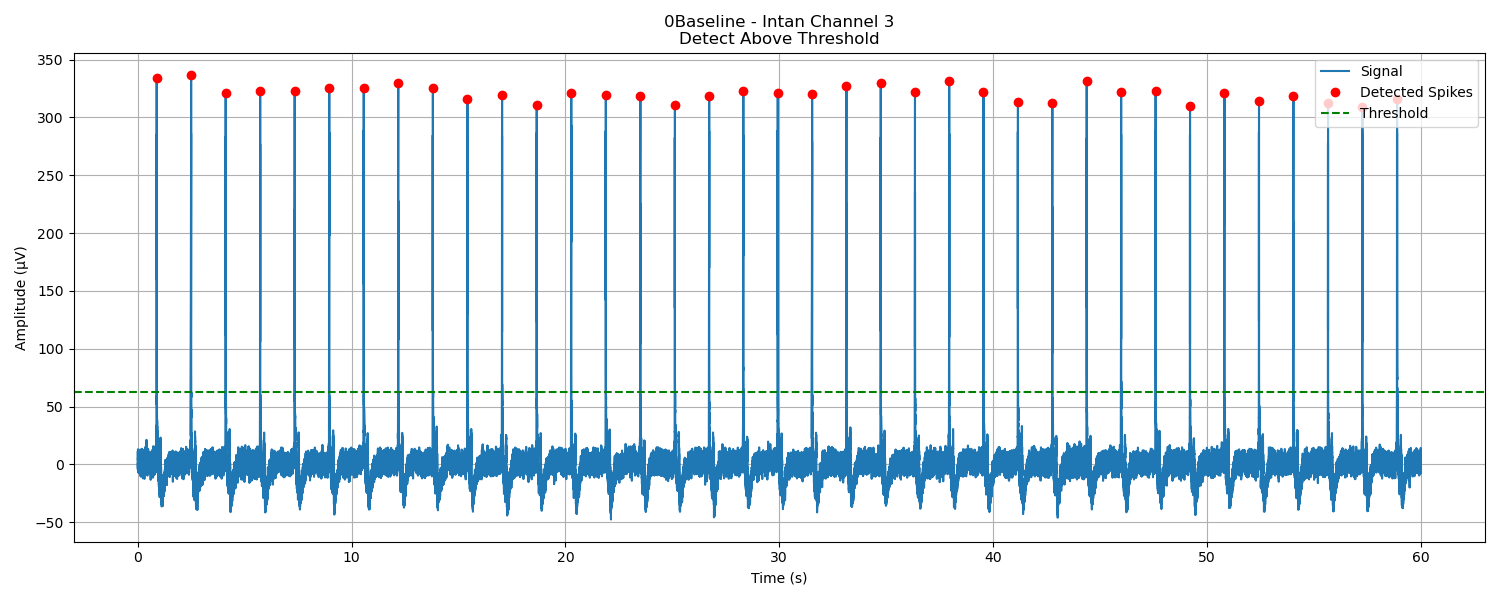 0Baseline - Intan Channel 3
Detect Above Threshold
Amplitude (µV)
350
300
250
200
150
100
50
0
−50
Signal
Detected Spikes
Threshold
0
10
20
30
40
50
60
Time (s)